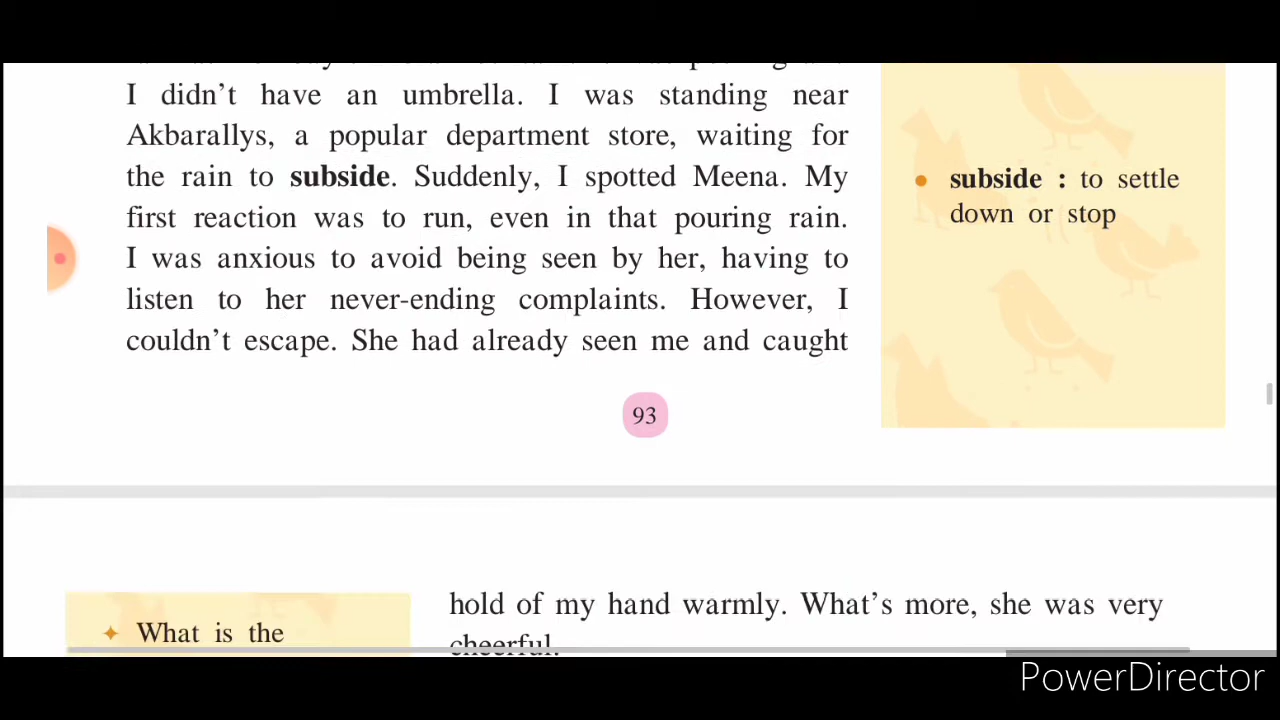 I didn't have an umbrella. I was standing near
Akbarallys, a popular department store, waiting for
the rain to subside. Suddenly, I spotted Meena. My
first reaction was to run, even in that pouring rain.
I was anxious to avoid being seen by her, having to
listen to her never-ending complaints. However, I
couldn't escape. She had already seen me and caught
• subside : to settle
down or stop
93
hold of my hand warmly. What's more, she was very
cheerful.
What is the
PowerDirector